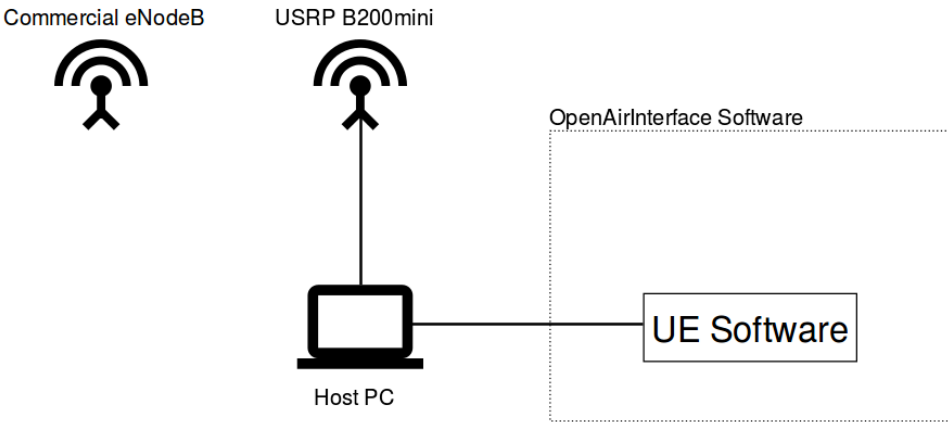 Commercial eNodeB
USRP B200mini
OpenAirInterface Software
UE Software
Host PC